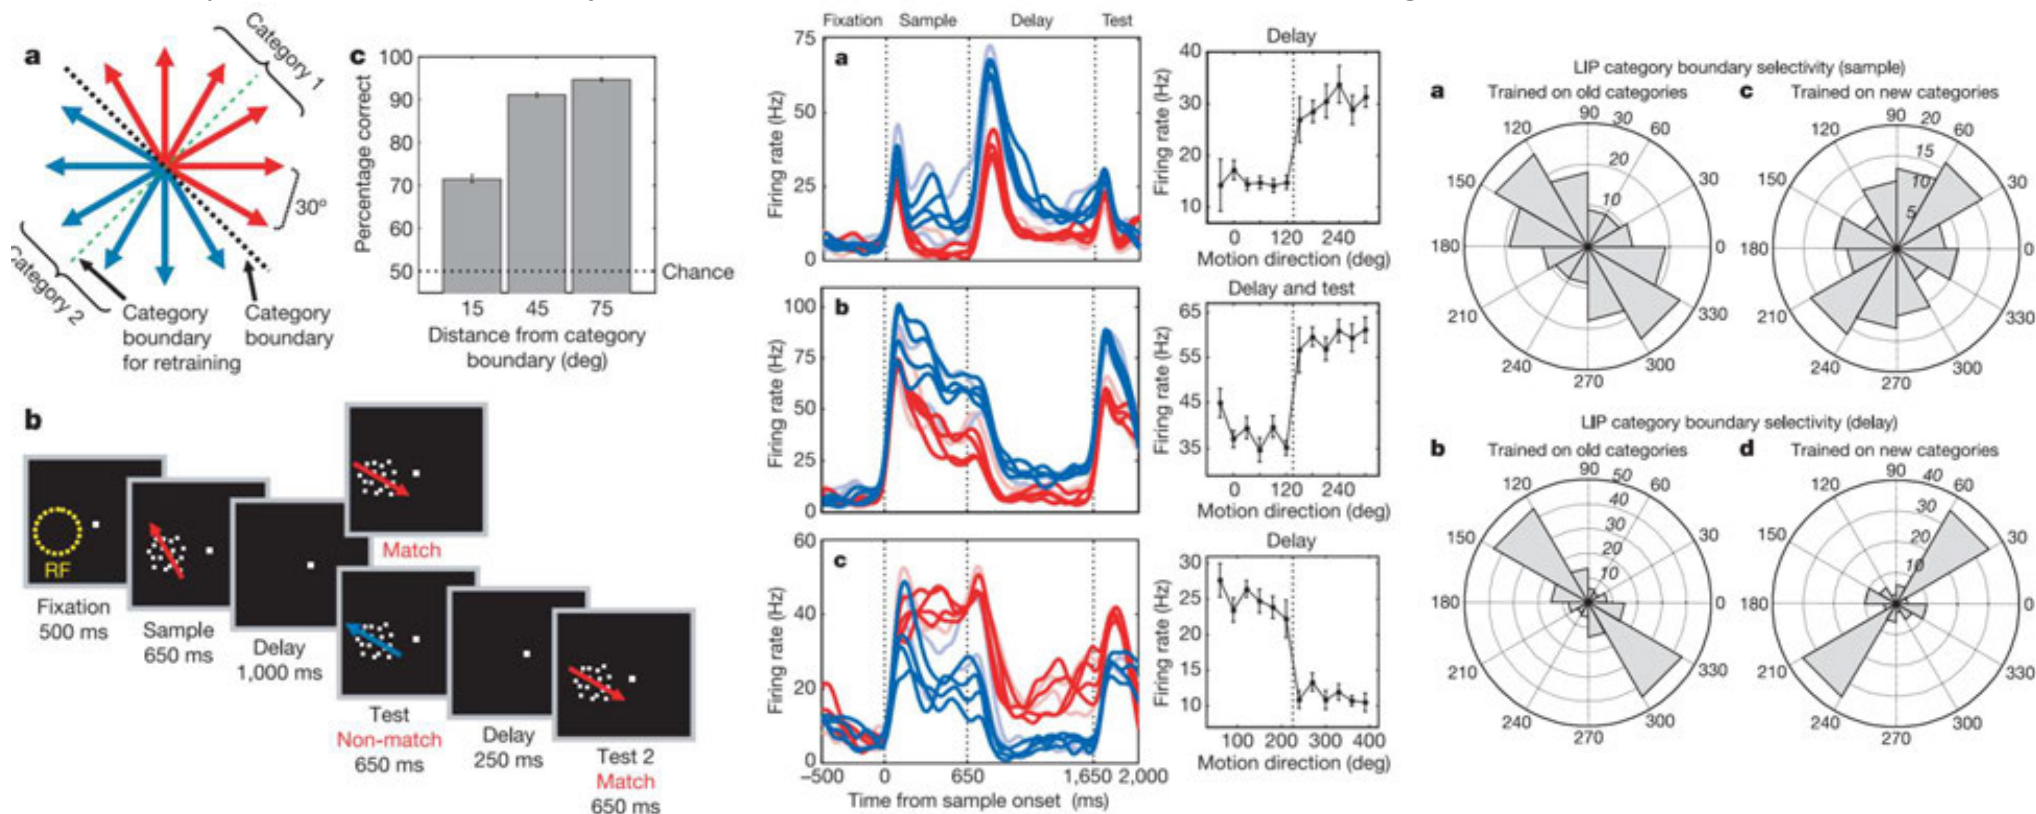 a
Category 1
30°
Category 2
Category
boundary
for retraining
Category
boundary
c
100
90
80
70
60
50
Percentage correct
Chance
15 45 75
Distance from category
boundary (deg)
b
RF
Fixation
500 ms
Sample
650 ms
Delay
1,000 ms
Match
Test
Non-match
650 ms
Delay
250 ms
Test 2
Match
650 ms
Fixation Sample Delay Test
a
75
50
25
0
Firing rate (Hz)
Delay
40
30
20
10
Firing rate (Hz)
0 120 240
Motion direction (deg)
b
100
75
50
25
0
Firing rate (Hz)
Delay and test
65
55
45
35
Firing rate (Hz)
0 120 240
Motion direction (deg)
c
60
40
20
0
Firing rate (Hz)
–500 0 650 1,650 2,000
Time from sample onset (ms)
Delay
30
25
20
15
10
Firing rate (Hz)
100 200 300 400
Motion direction (deg)
LIP category boundary selectivity (sample)
a Trained on old categories
90
120 30 60
20
150 30
10
180 0
210 330
240 300
270
c Trained on new categories
90
120 20 60
15
150 30
10
5
180 0
210 330
240 300
270
LIP category boundary selectivity (delay)
b Trained on old categories
90
120 50 60
40
150 30 30
20
10
180 0
210 330
240 300
270
d Trained on new categories
90
120 40 60
30
150 20 30
10
180 0
210 330
240 300
270